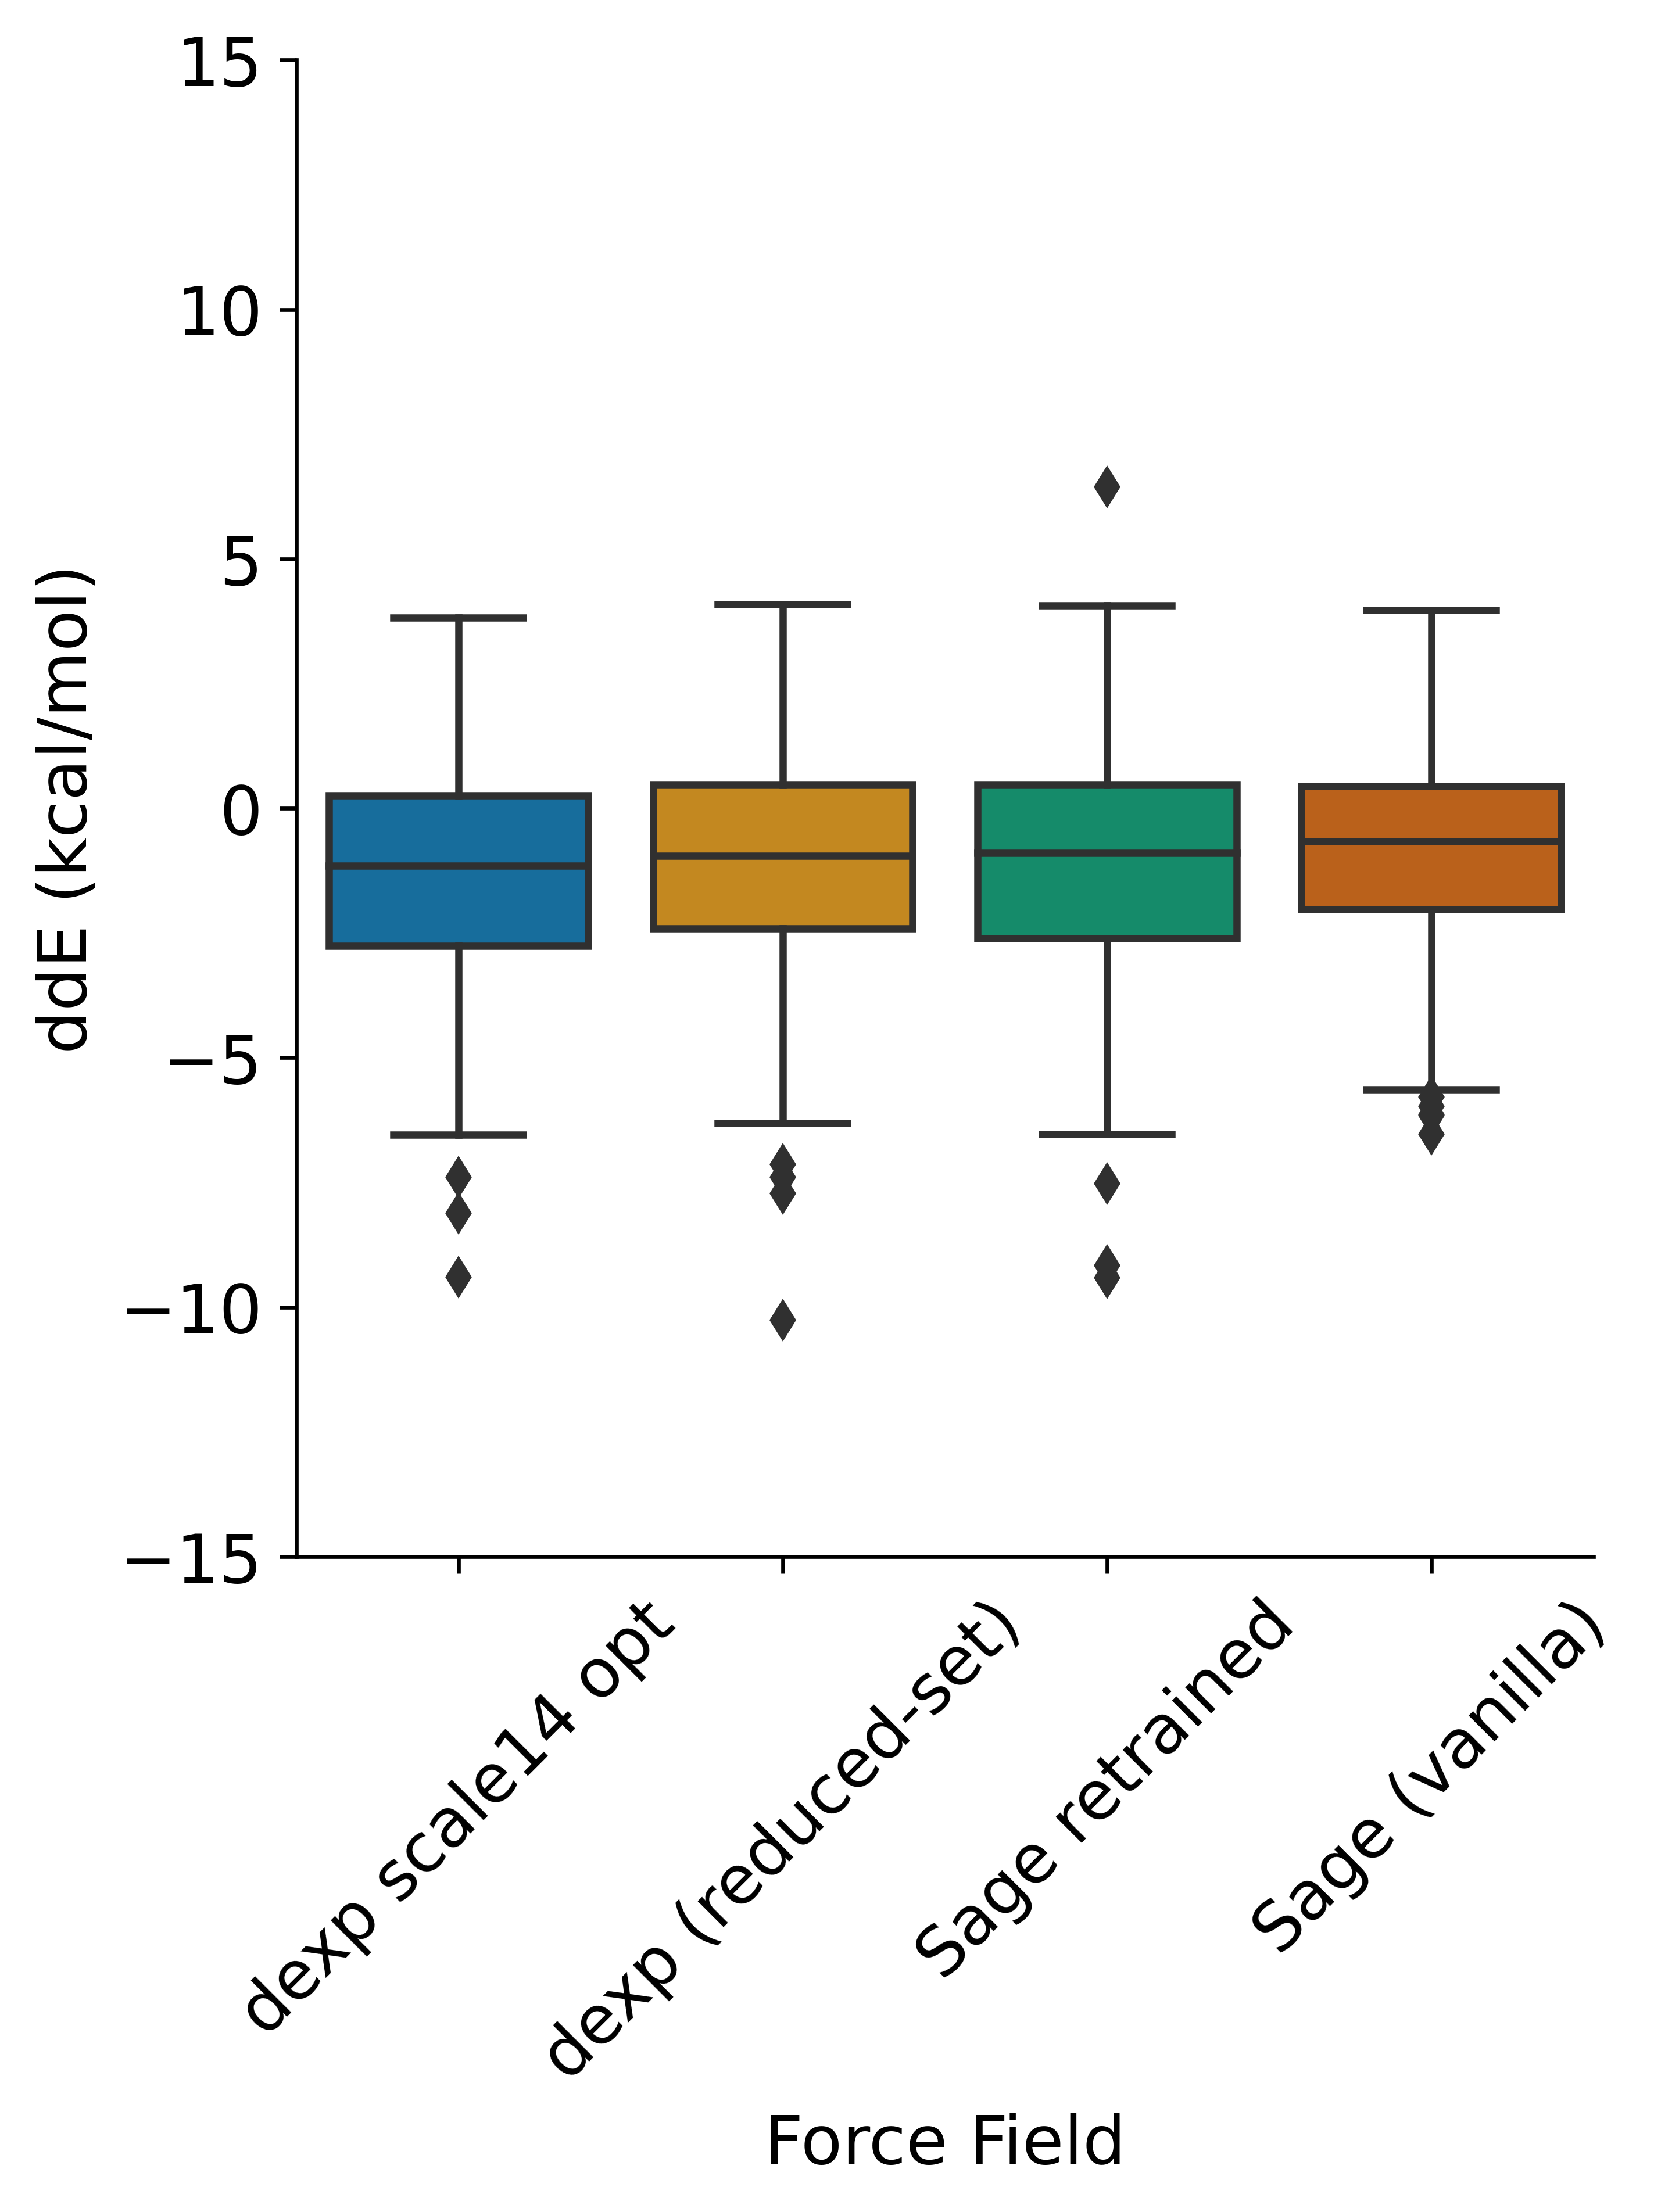 15
10
5
0
−5
−10
−15
ddE (kcal/mol)
dexp scale14 opt
dexp (reduced-set)
Sage retrained
Sage (vanilla)
Force Field